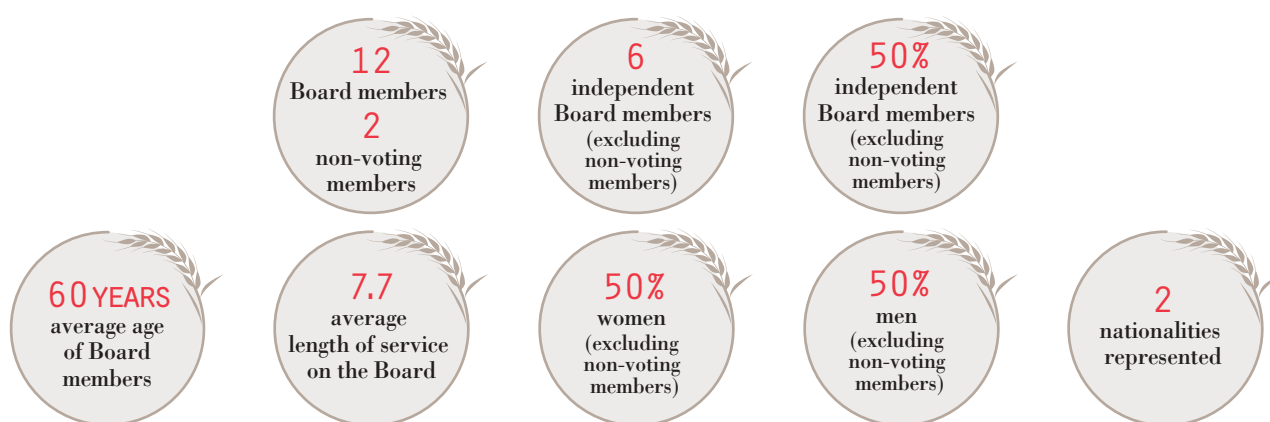 12
Board members
2
non-voting
members
6
independent
Board members
(excluding
non-voting
members)
50%
independent
Board members
(excluding
non-voting
members)
60 YEARS
average age
of Board
members
7.7
average
length of service
on the Board
50%
women
(excluding
non-voting
members)
50%
men
(excluding
non-voting
members)
2
nationalities
represented